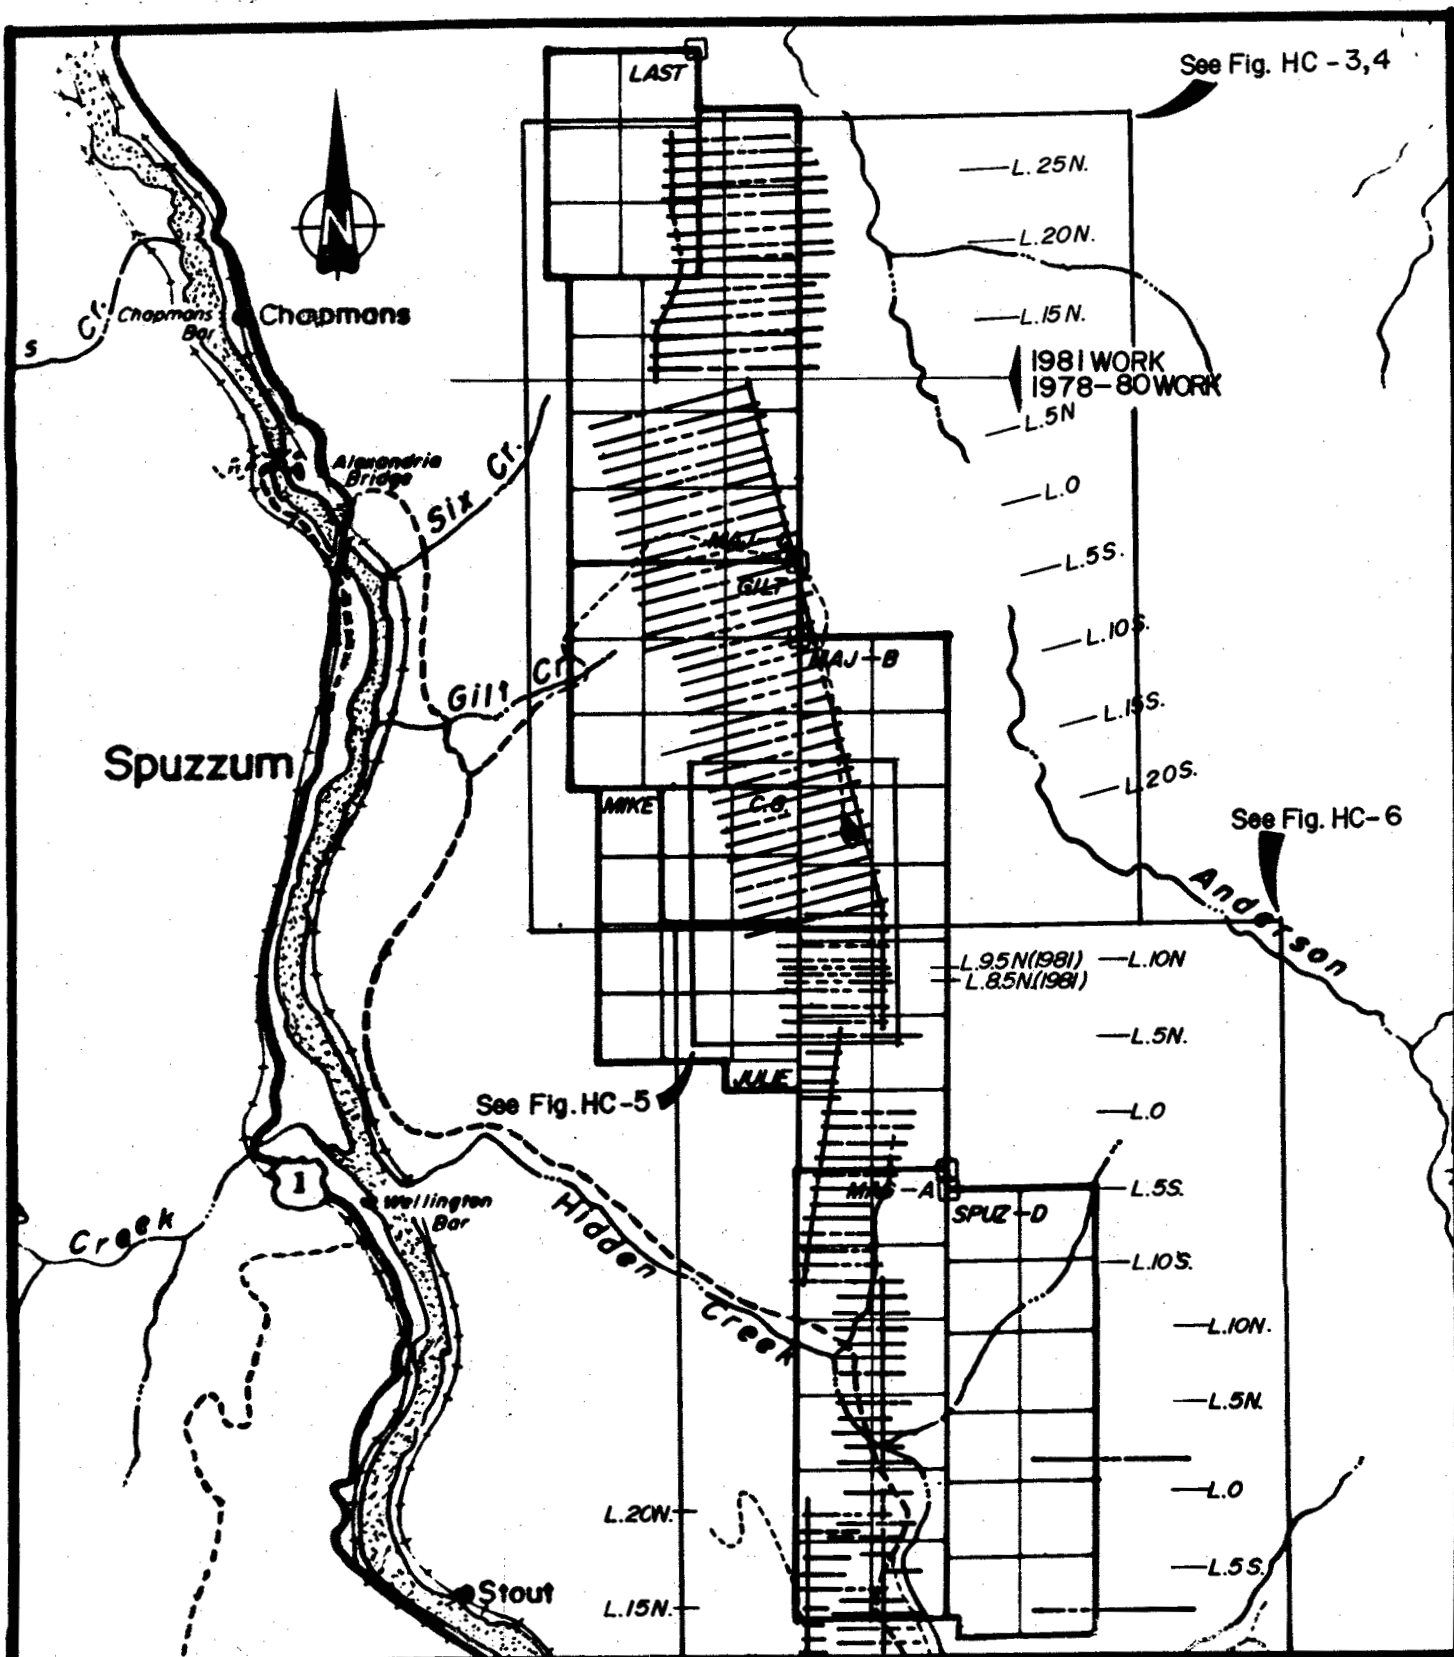 LAST
See Fig. HC-3,4
L.25N.
N
L.20N.
Cr.
s
Chapmans
Bar
Chapmans
L.15N.
1981 WORK
1978-80 WORK
L.5N
Alexandria
Bridge
Six Cr.
L.0
MAJ-
GILT
L.5S.
L.10S.
MAJ-B
Gilt Cr.
L.15S.
Spuzzum
L.20S.
MIKE
C.G.
See Fig. HC-6
Anderson
L.9.5N(1981)
L.8.5N(1981)
L.10N
L.5N.
JULIE
See Fig. HC-5
L.0
1
Wellington
Bar
MAG-A
L.5S.
SPUZ-D
Creek
Hidden
Creek
L.10S.
L.10N.
L.5N.
L.0
L.20N.
L.5S.
Stout
L.15N.